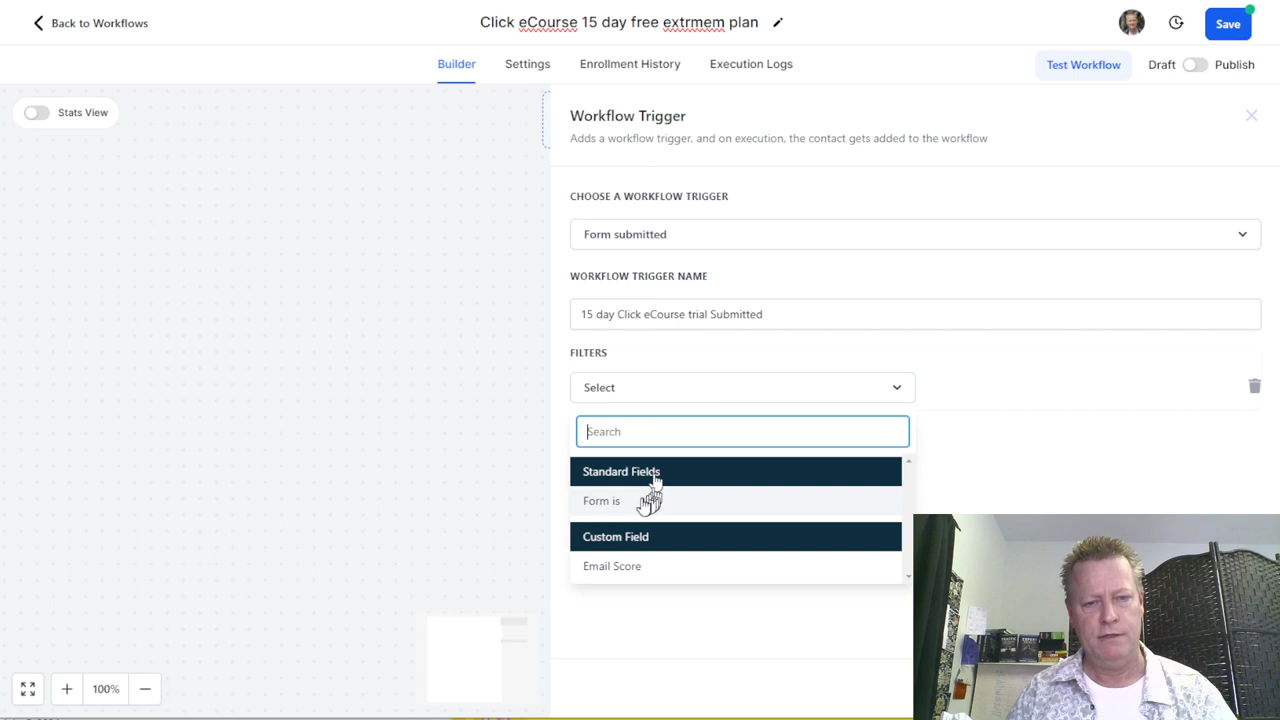 Back to Workflows
Click eCourse 15 day free extrmem plan
Save
Builder
Settings
Enrollment History
Execution Logs
Test Workflow
Draft
Publish
Stats View
Workflow Trigger
Adds a workflow trigger, and on execution, the contact gets added to the workflow
CHOOSE A WORKFLOW TRIGGER
Form submitted
WORKFLOW TRIGGER NAME
15 day Click eCourse trial Submitted
FILTERS
Select
Search
Standard Fields
Form is
Custom Field
Email Score
100%